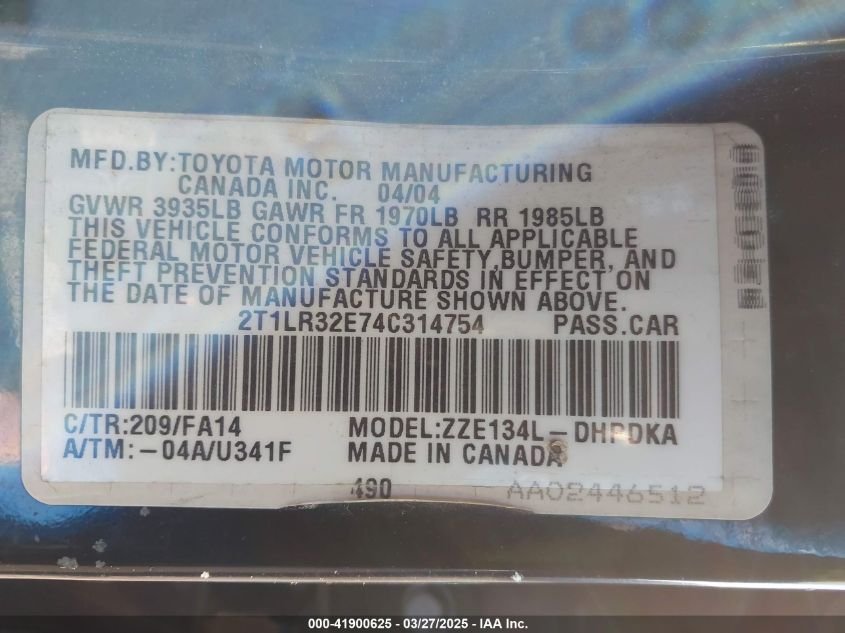 MFD.BY:TOYOTA MOTOR MANUFACTURING
CANADA INC. 04/04
GVWR 3935LB GAWR FR 1970LB RR 1985LB
THIS VEHICLE CONFORMS TO ALL APPLICABLE
FEDERAL MOTOR VEHICLE SAFETY,BUMPER, AND
THEFT PREVENTION STANDARDS IN EFFECT ON
THE DATE OF MANUFACTURE SHOWN ABOVE.
2T1LR32E74C314754 PASS.CAR
C/TR:209/FA14 MODEL:ZZE134L-DHPDKA
A/TM:-04A/U341F MADE IN CANADA
490 AA02446512
000-41900625 - 03/27/2025 - IAA Inc.